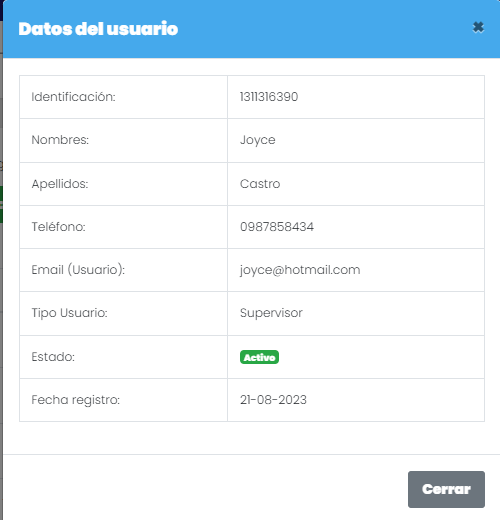 Datos del usuario ×
Identificación: 1311316390
Nombres: Joyce
Apellidos: Castro
Teléfono: 0987858434
Email (Usuario): joyce@hotmail.com
Tipo Usuario: Supervisor
Estado: Activo
Fecha registro: 21-08-2023
Cerrar